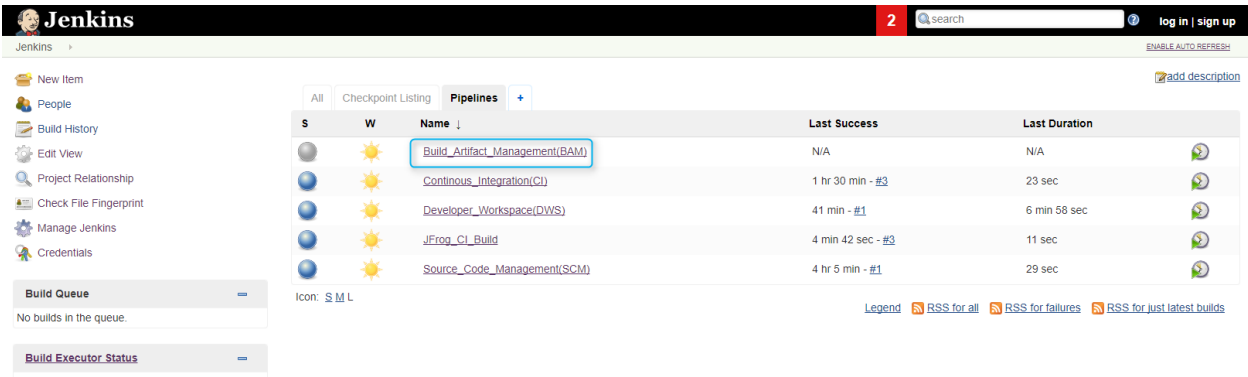 Jenkins
2
search
log in | sign up
Jenkins
ENABLE AUTO REFRESH
New Item
People
Build History
Edit View
Project Relationship
Check File Fingerprint
Manage Jenkins
Credentials
Build Queue
No builds in the queue.
Build Executor Status
add description
All Checkpoint Listing Pipelines +
S W Name ↓ Last Success Last Duration
Build_Artifact_Management(BAM) N/A N/A
Continous_Integration(CI) 1 hr 30 min - #3 23 sec
Developer_Workspace(DWS) 41 min - #1 6 min 58 sec
JFrog_CI_Build 4 min 42 sec - #3 11 sec
Source_Code_Management(SCM) 4 hr 5 min - #1 29 sec
Icon: S M L
Legend RSS for all RSS for failures RSS for just latest builds